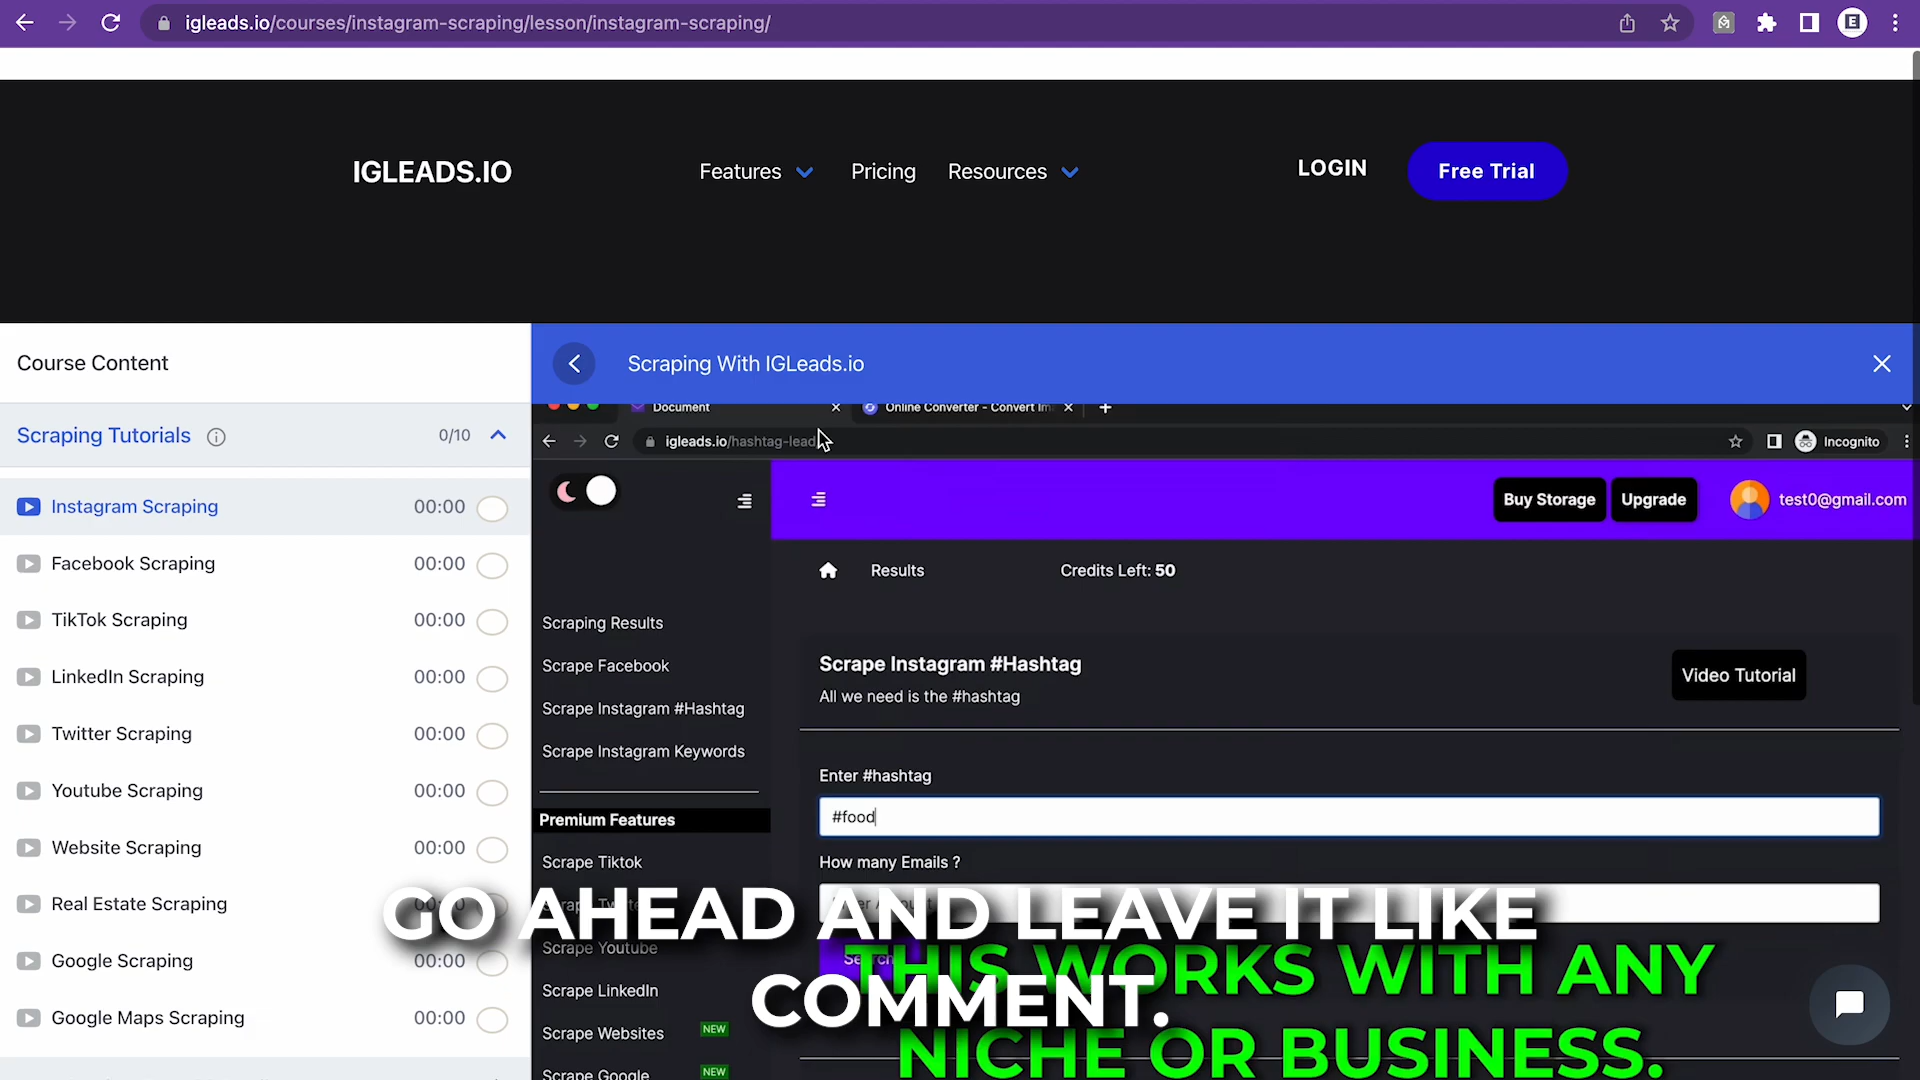 igleads.io/courses/instagram-scraping/lesson/instagram-scraping/
E
IGLEADS.IO
Features
Pricing
Resources
LOGIN
Free Trial
Course Content
Scraping Tutorials
0/10
Instagram Scraping 00:00
Facebook Scraping 00:00
TikTok Scraping 00:00
LinkedIn Scraping 00:00
Twitter Scraping 00:00
Youtube Scraping 00:00
Website Scraping 00:00
Real Estate Scraping
Google Scraping 00:00
Google Maps Scraping 00:00
Scraping With IGLeads.io
Document
Online Converter - Convert Ima
igleads.io/hashtag-lead
Incognito
Buy Storage
Upgrade
test0@gmail.com
Results
Credits Left: 50
Scraping Results
Scrape Facebook
Scrape Instagram #Hashtag
Scrape Instagram Keywords
Premium Features
Scrape Tiktok
Scrape Youtube
Scrape LinkedIn
Scrape Websites NEW
Scrape Google NEW
Scrape Instagram #Hashtag
All we need is the #hashtag
Video Tutorial
Enter #hashtag
#food
How many Emails ?
Search
GO AHEAD AND LEAVE IT LIKE
COMMENT.
THIS WORKS WITH ANY
NICHE OR BUSINESS.